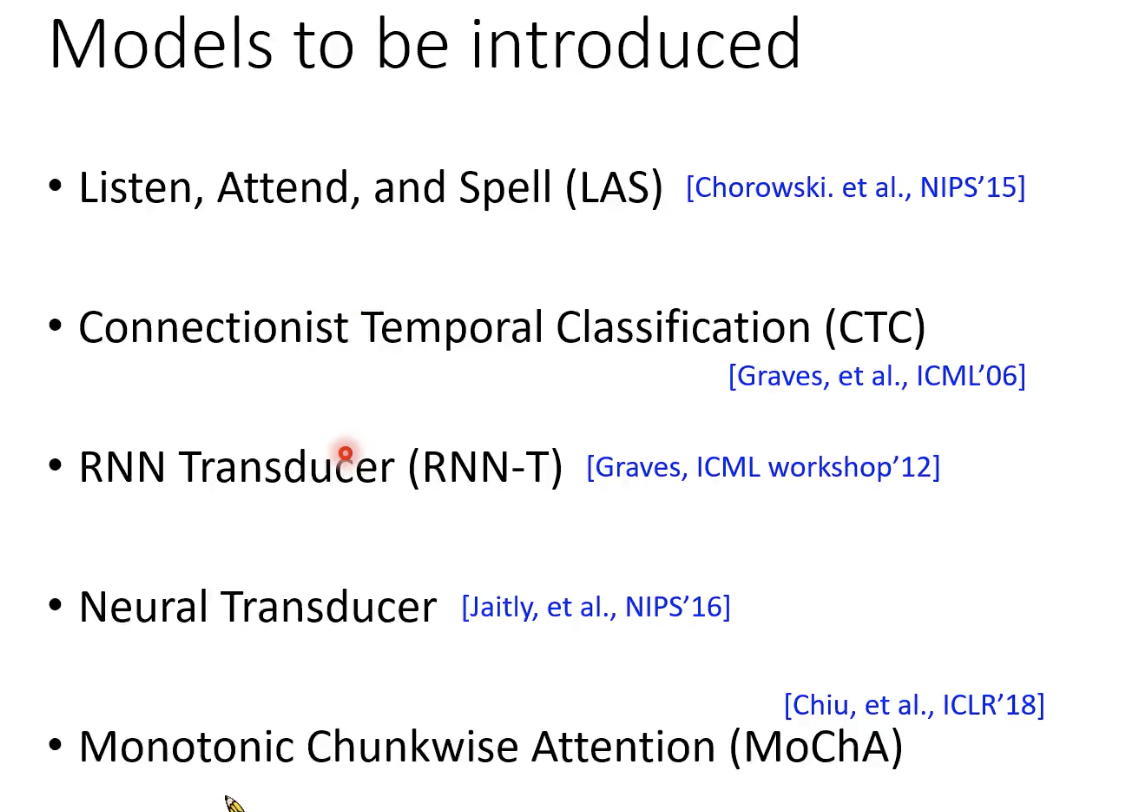 Models to be introduced
• Listen, Attend, and Spell (LAS) [Chorowski. et al., NIPS’15]
• Connectionist Temporal Classification (CTC)
[Graves, et al., ICML’06]
• RNN Transducer (RNN-T) [Graves, ICML workshop’12]
• Neural Transducer [Jaitly, et al., NIPS’16]
[Chiu, et al., ICLR’18]
• Monotonic Chunkwise Attention (MoChA)